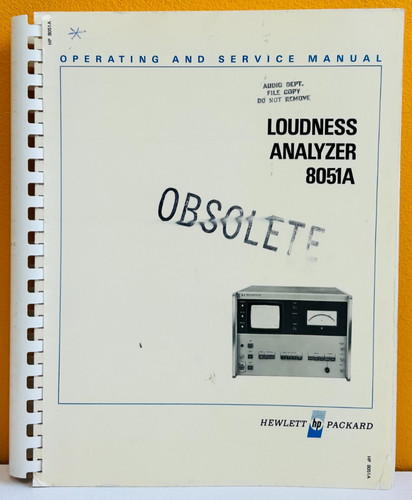 HP 8051A
OPERATING AND SERVICE MANUAL
AUDIO DEPT.
FILE COPY
DO NOT REMOVE
LOUDNESS
ANALYZER
8051A
OBSOLETE
HEWLETT hp PACKARD
HP 8051A